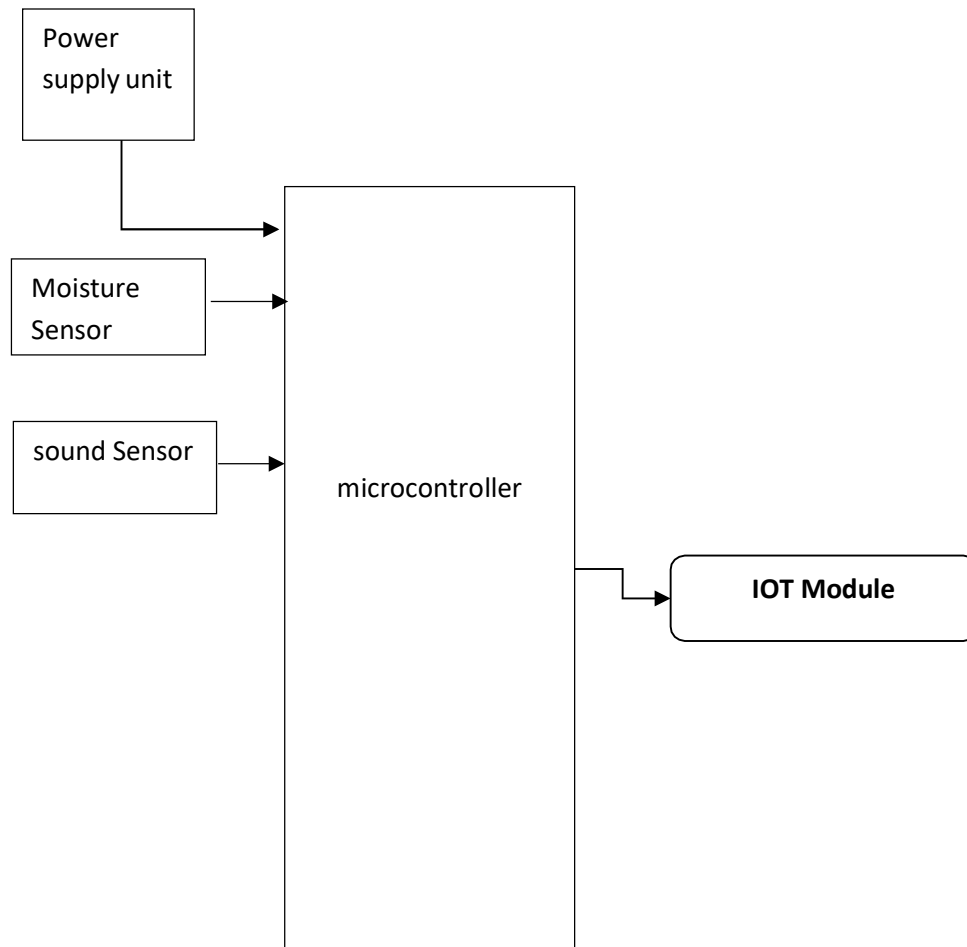 Power
supply unit
Moisture
Sensor
sound Sensor
microcontroller
IOT Module